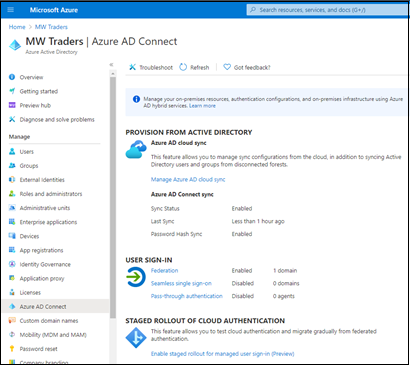 Microsoft Azure
Search resources, services, and docs (G+/)
Home > MW Traders >
MW Traders | Azure AD Connect
Azure Active Directory
Troubleshoot Refresh Got feedback?
Overview
Getting started
Preview hub
Diagnose and solve problems
Manage
Users
Groups
External Identities
Roles and administrators
Administrative units
Enterprise applications
Devices
App registrations
Identity Governance
Application proxy
Licenses
Azure AD Connect
Custom domain names
Mobility (MDM and MAM)
Password reset
Company branding
Manage your on-premises resources, authentication configurations, and on-premises infrastructure using Azure
AD hybrid services. Learn more
PROVISION FROM ACTIVE DIRECTORY
Azure AD cloud sync
This feature allows you to manage sync configurations from the cloud, in addition to syncing Active
Directory users and groups from disconnected forests.
Manage Azure AD cloud sync
Azure AD Connect sync
Sync Status Enabled
Last Sync Less than 1 hour ago
Password Hash Sync Enabled
USER SIGN-IN
Federation Enabled 1 domain
Seamless single sign-on Disabled 0 domains
Pass-through authentication Disabled 0 agents
STAGED ROLLOUT OF CLOUD AUTHENTICATION
This feature allows you to test cloud authentication and migrate gradually from federated
authentication.
Enable staged rollout for managed user sign-in (Preview)